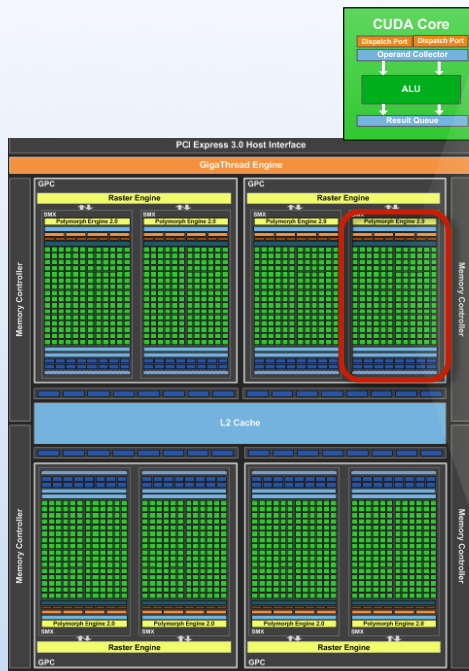 CUDA Core
Dispatch Port Dispatch Port
Operand Collector
ALU
Result Queue
PCI Express 3.0 Host Interface
GigaThread Engine
GPC GPC
Raster Engine Raster Engine
SMX SMX SMX SMX
Polymorph Engine 2.0 Polymorph Engine 2.0 Polymorph Engine 2.0 Polymorph Engine 2.0
Memory Controller
Memory Controller
L2 Cache
Memory Controller
Memory Controller
Polymorph Engine 2.0 Polymorph Engine 2.0 Polymorph Engine 2.0 Polymorph Engine 2.0
SMX SMX SMX SMX
Raster Engine Raster Engine
GPC GPC